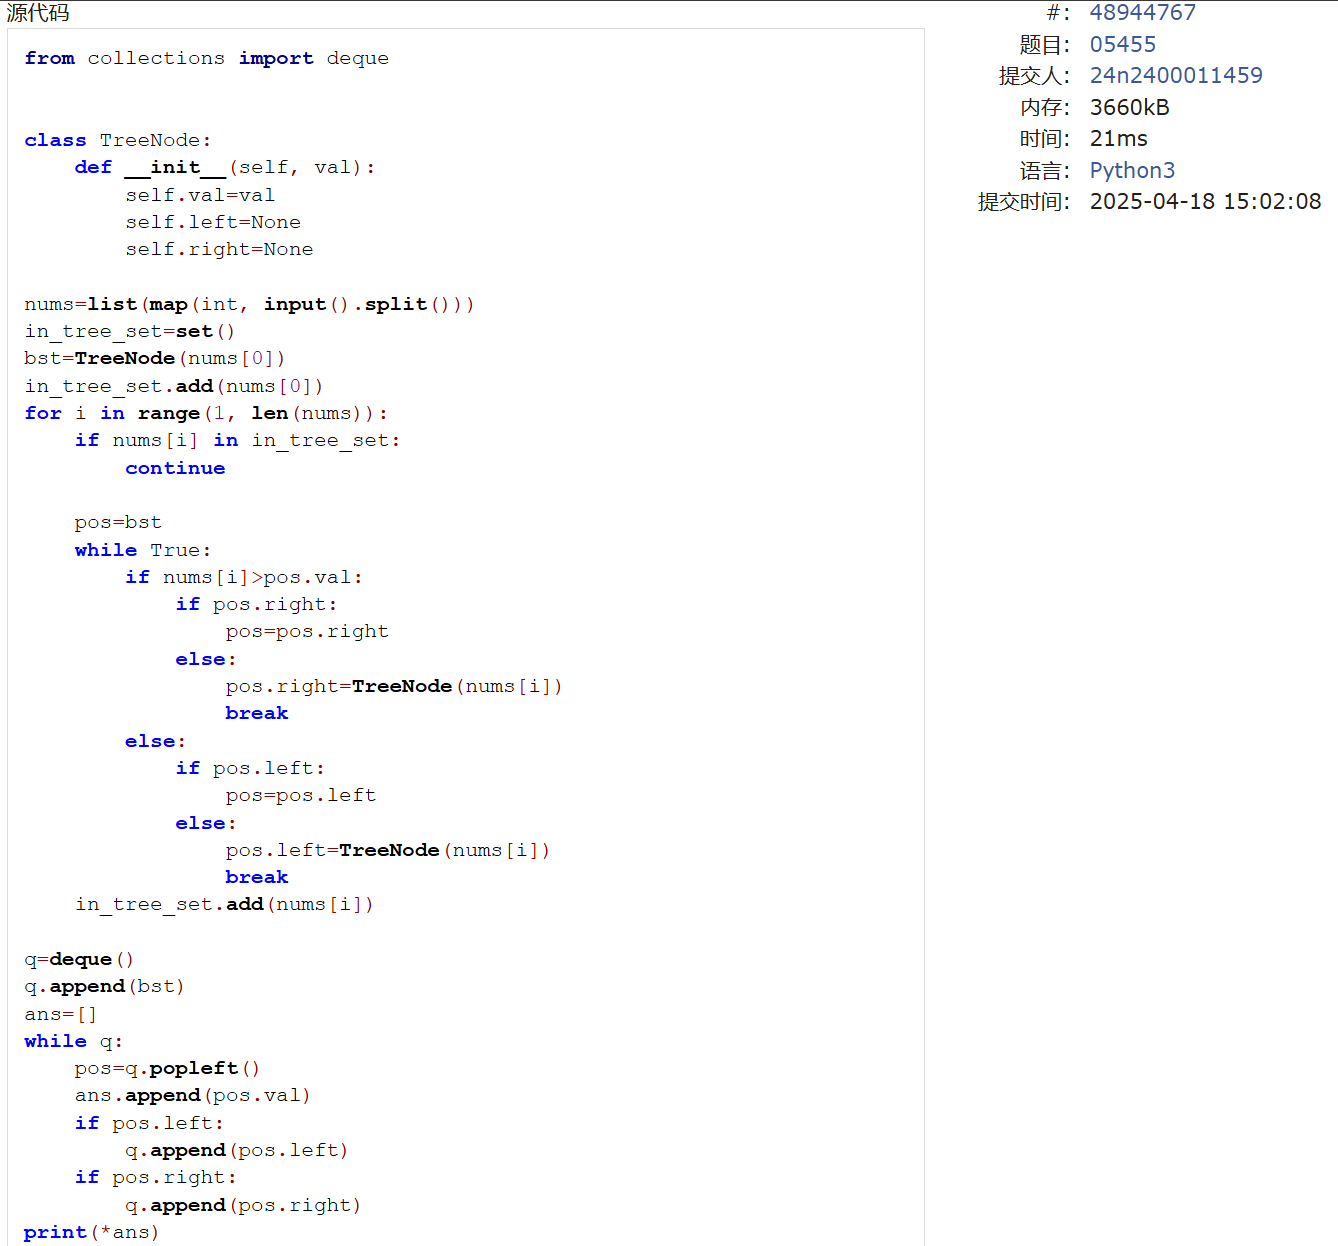 源代码
from collections import deque
class TreeNode:
    def __init__(self, val):
        self.val=val
        self.left=None
        self.right=None
nums=list(map(int, input().split()))
in_tree_set=set()
bst=TreeNode(nums[0])
in_tree_set.add(nums[0])
for i in range(1, len(nums)):
    if nums[i] in in_tree_set:
        continue
    pos=bst
    while True:
        if nums[i]>pos.val:
            if pos.right:
                pos=pos.right
            else:
                pos.right=TreeNode(nums[i])
                break
        else:
            if pos.left:
                pos=pos.left
            else:
                pos.left=TreeNode(nums[i])
                break
    in_tree_set.add(nums[i])
q=deque()
q.append(bst)
ans=[]
while q:
    pos=q.popleft()
    ans.append(pos.val)
    if pos.left:
        q.append(pos.left)
    if pos.right:
        q.append(pos.right)
print(*ans)
#: 48944767
题目: 05455
提交人: 24n2400011459
内存: 3660kB
时间: 21ms
语言: Python3
提交时间: 2025-04-18 15:02:08